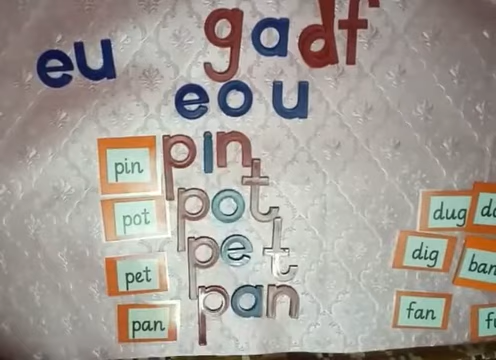 gadf
eu
eou
pin pin
pot pot dug
pet pet dig
pan pan fan